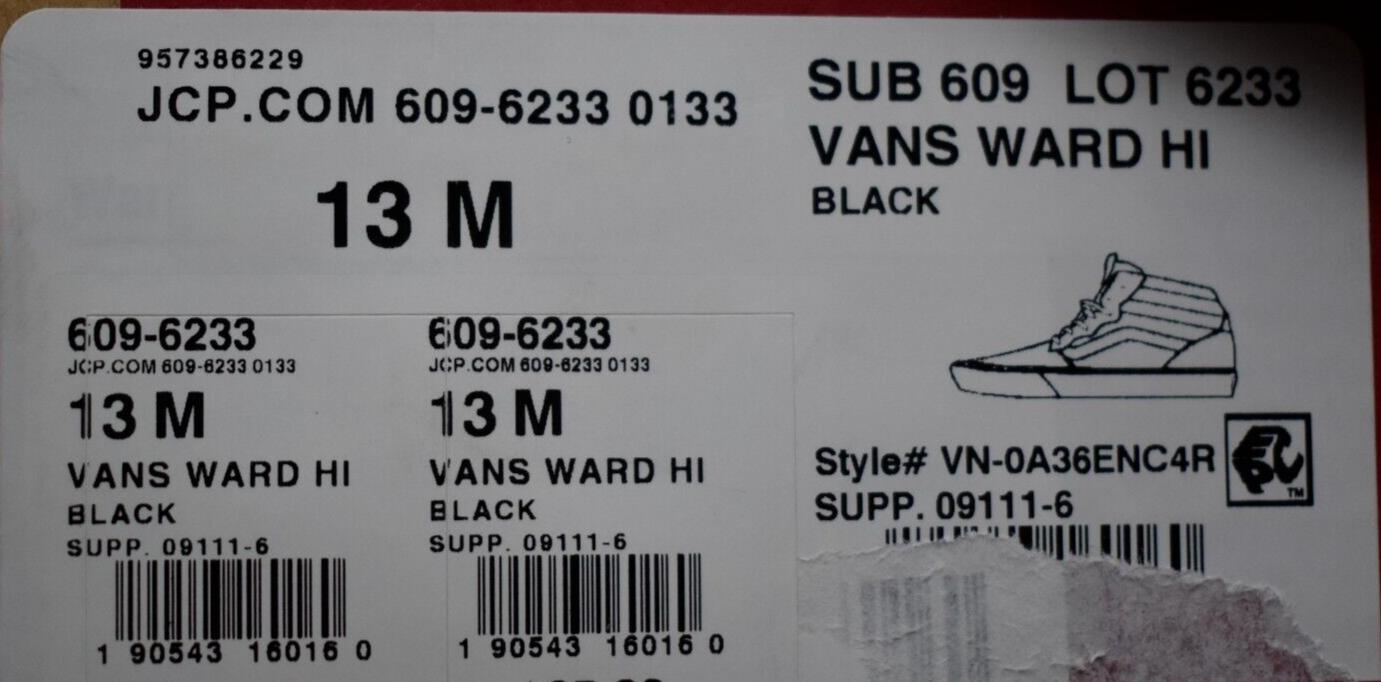 957386229
JCP.COM 609-6233 0133
13 M
SUB 609 LOT 6233
VANS WARD HI
BLACK
609-6233
JCP.COM 609-6233 0133
13 M
VANS WARD HI
BLACK
SUPP. 09111-6
1 90543 16016 0
609-6233
JCP.COM 609-6233 0133
13 M
VANS WARD HI
BLACK
SUPP. 09111-6
1 90543 16016 0
Style# VN-0A36ENC4R
SUPP. 09111-6
EPC TM